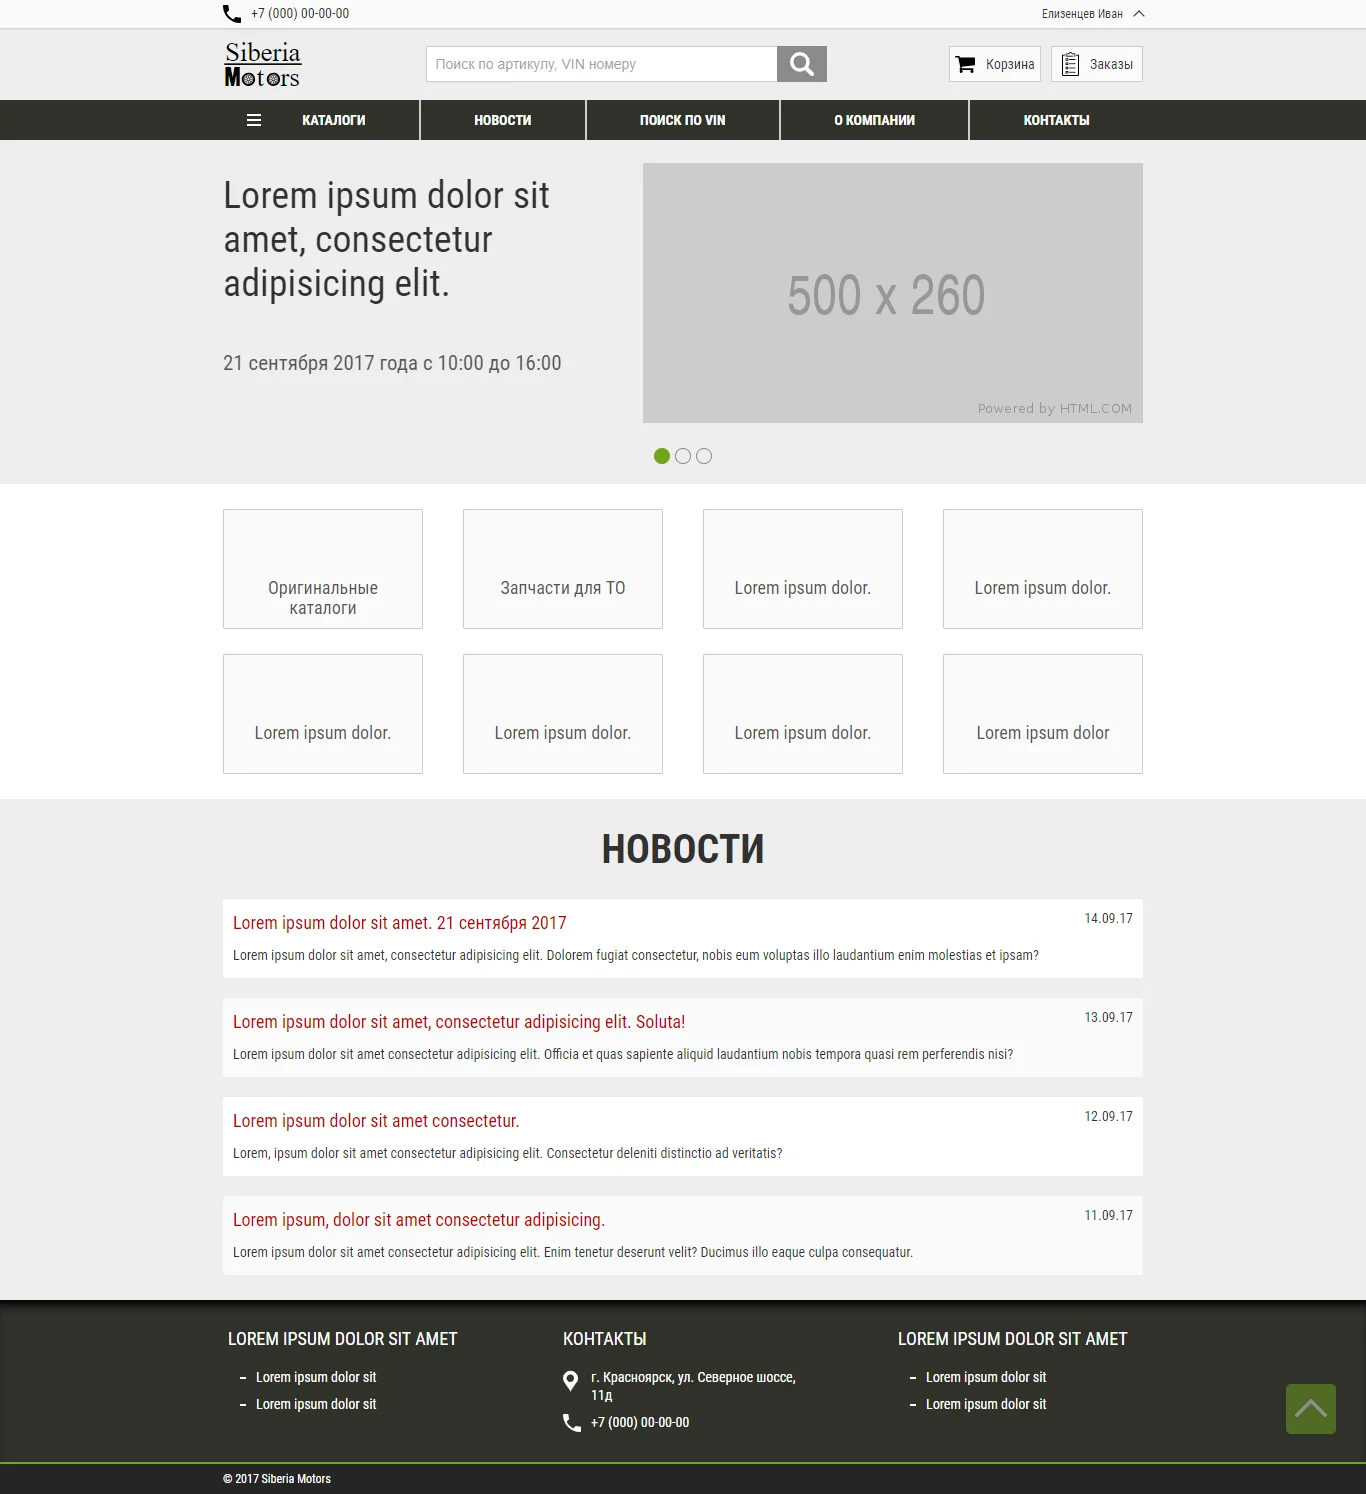 +7 (000) 00-00-00
Елизенцев Иван
Siberia
Motors
Поиск по артикулу, VIN номеру
Корзина
Заказы
КАТАЛОГИ
НОВОСТИ
ПОИСК ПО VIN
О КОМПАНИИ
КОНТАКТЫ
Lorem ipsum dolor sit
amet, consectetur
adipisicing elit.
21 сентября 2017 года с 10:00 до 16:00
500 x 260
Powered by HTML.COM
Оригинальные
каталоги
Запчасти для ТО
Lorem ipsum dolor.
Lorem ipsum dolor.
Lorem ipsum dolor.
Lorem ipsum dolor.
Lorem ipsum dolor.
Lorem ipsum dolor
НОВОСТИ
Lorem ipsum dolor sit amet. 21 сентября 2017
14.09.17
Lorem ipsum dolor sit amet, consectetur adipisicing elit. Dolorem fugiat consectetur, nobis eum voluptas illo laudantium enim molestias et ipsam?
Lorem ipsum dolor sit amet, consectetur adipisicing elit. Soluta!
13.09.17
Lorem ipsum dolor sit amet consectetur adipisicing elit. Officia et quas sapiente aliquid laudantium nobis tempora quasi rem perferendis nisi?
Lorem ipsum dolor sit amet consectetur.
12.09.17
Lorem, ipsum dolor sit amet consectetur adipisicing elit. Consectetur deleniti distinctio ad veritatis?
Lorem ipsum, dolor sit amet consectetur adipisicing.
11.09.17
Lorem ipsum dolor sit amet consectetur adipisicing elit. Enim tenetur deserunt velit? Ducimus illo eaque culpa consequatur.
LOREM IPSUM DOLOR SIT AMET
Lorem ipsum dolor sit
Lorem ipsum dolor sit
КОНТАКТЫ
г. Красноярск, ул. Северное шоссе,
11д
+7 (000) 00-00-00
LOREM IPSUM DOLOR SIT AMET
Lorem ipsum dolor sit
Lorem ipsum dolor sit
© 2017 Siberia Motors